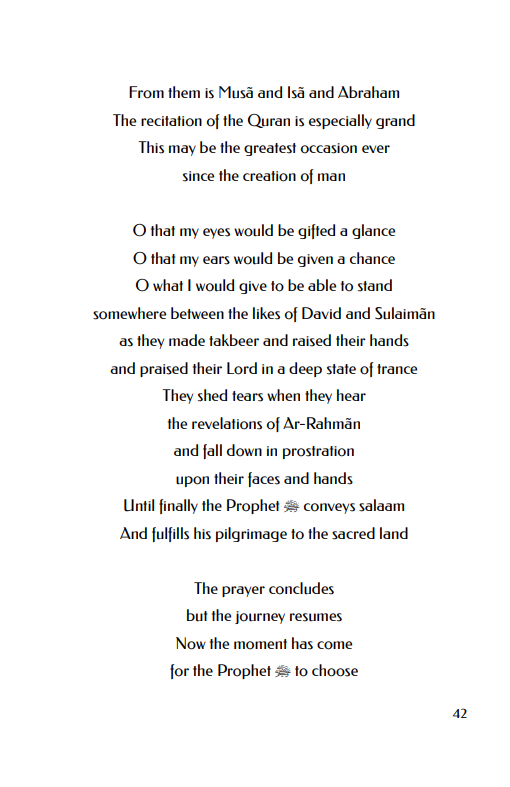 From them is Musã and Isã and Abraham
The recitation of the Quran is especially grand
This may be the greatest occasion ever
since the creation of man
O that my eyes would be gifted a glance
O that my ears would be given a chance
O what I would give to be able to stand
somewhere between the likes of David and Sulaimãn
as they made takbeer and raised their hands
and praised their Lord in a deep state of trance
They shed tears when they hear
the revelations of Ar-Rahmãn
and fall down in prostration
upon their faces and hands
Until finally the Prophet ﷺ conveys salaam
And fulfills his pilgrimage to the sacred land
The prayer concludes
but the journey resumes
Now the moment has come
for the Prophet ﷺ to choose
42